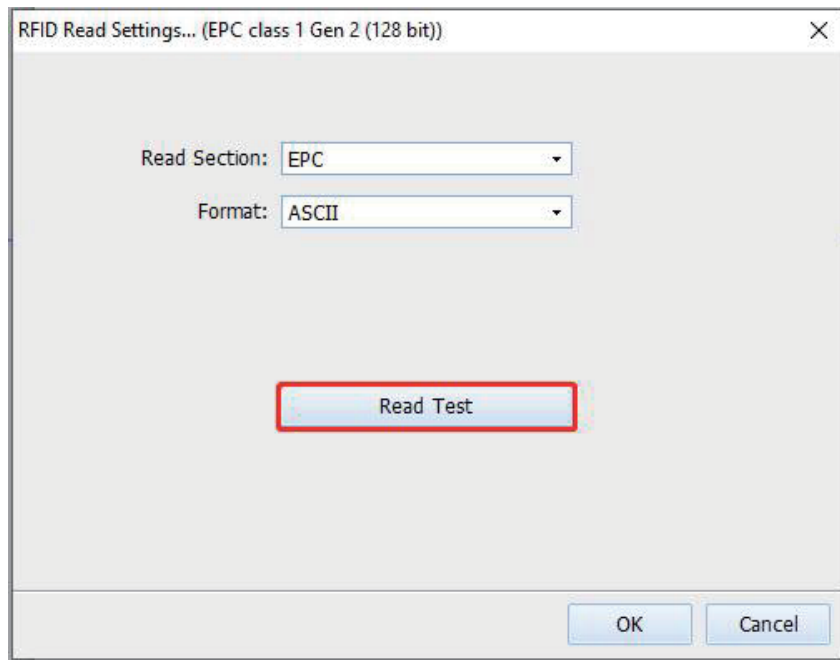 RFID Read Settings... (EPC class 1 Gen 2 (128 bit))
Read Section: EPC
Format: ASCII
Read Test
OK Cancel